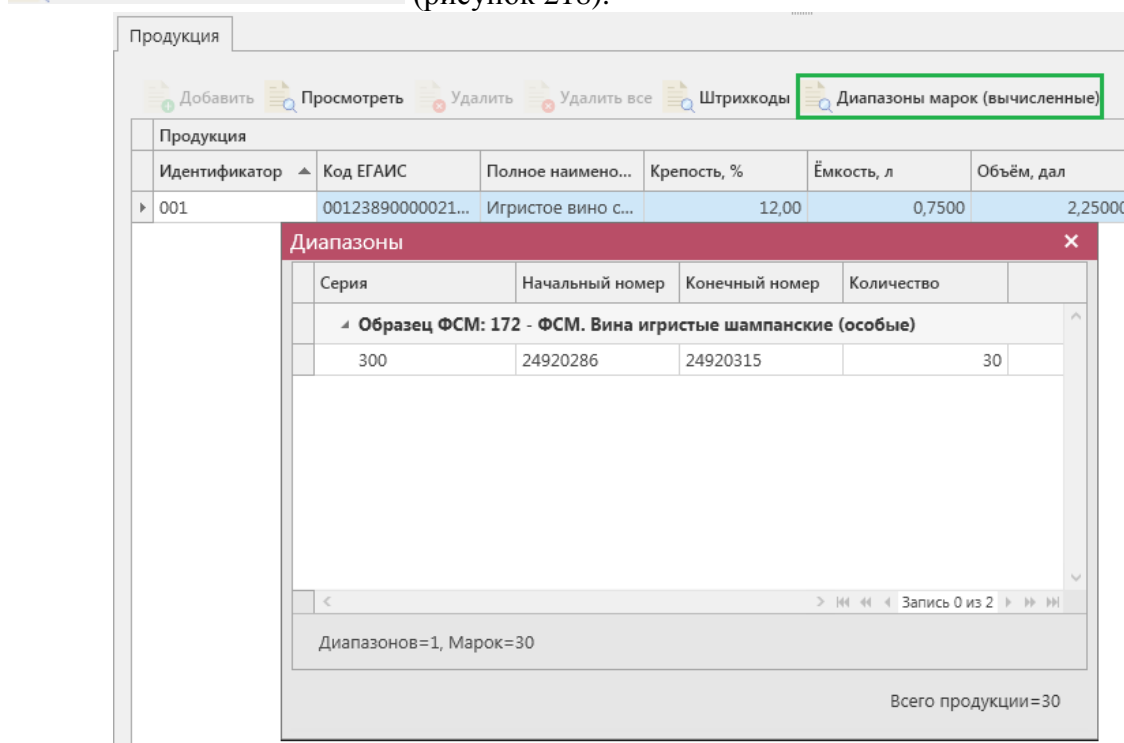 (рисунок 218).
Продукция
Добавить Просмотреть Удалить Удалить все Штрихкоды Диапазоны марок (вычисленные)
Продукция
Идентификатор Код ЕГАИС Полное наимено... Крепость, % Ёмкость, л Объём, дал
001 00123890000021... Игристое вино с... 12,00 0,7500 2,25000
Диапазоны
Серия Начальный номер Конечный номер Количество
Образец ФСМ: 172 - ФСМ. Вина игристые шампанские (особые)
300 24920286 24920315 30
Запись 0 из 2
Диапазонов=1, Марок=30
Всего продукции=30